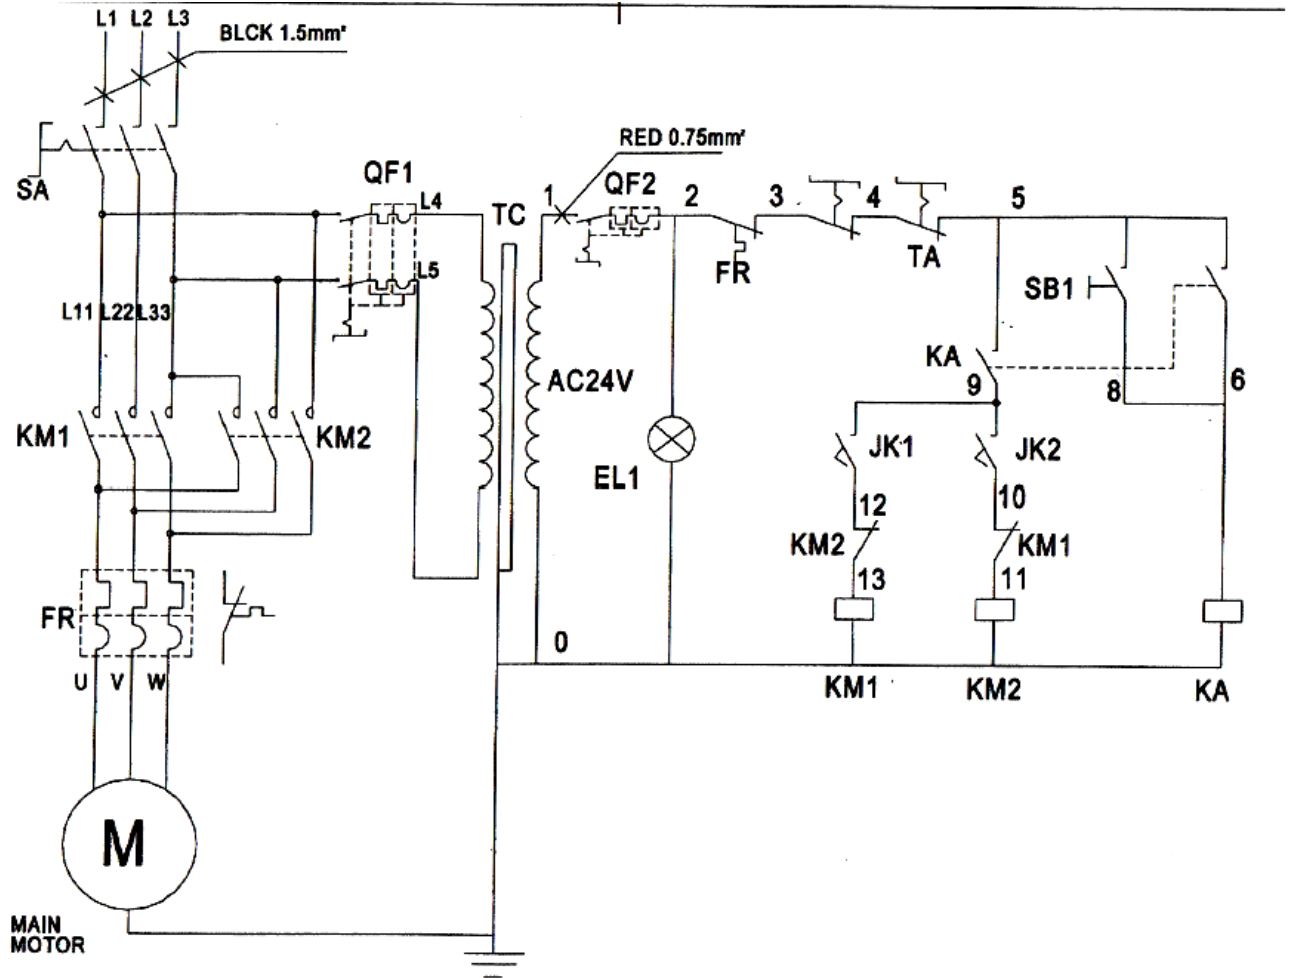 L1 L2 L3
BLCK 1.5mm²
RED 0.75mm²
SA
QF1
L4
TC
1
QF2
2
3
4
5
FR
TA
L5
SB1
L11 L22 L33
KA
AC24V
9
8
6
KM1
KM2
JK1
JK2
EL1
12
10
KM2
KM1
13
11
FR
0
U V W
KM1
KM2
KA
M
MAIN
MOTOR